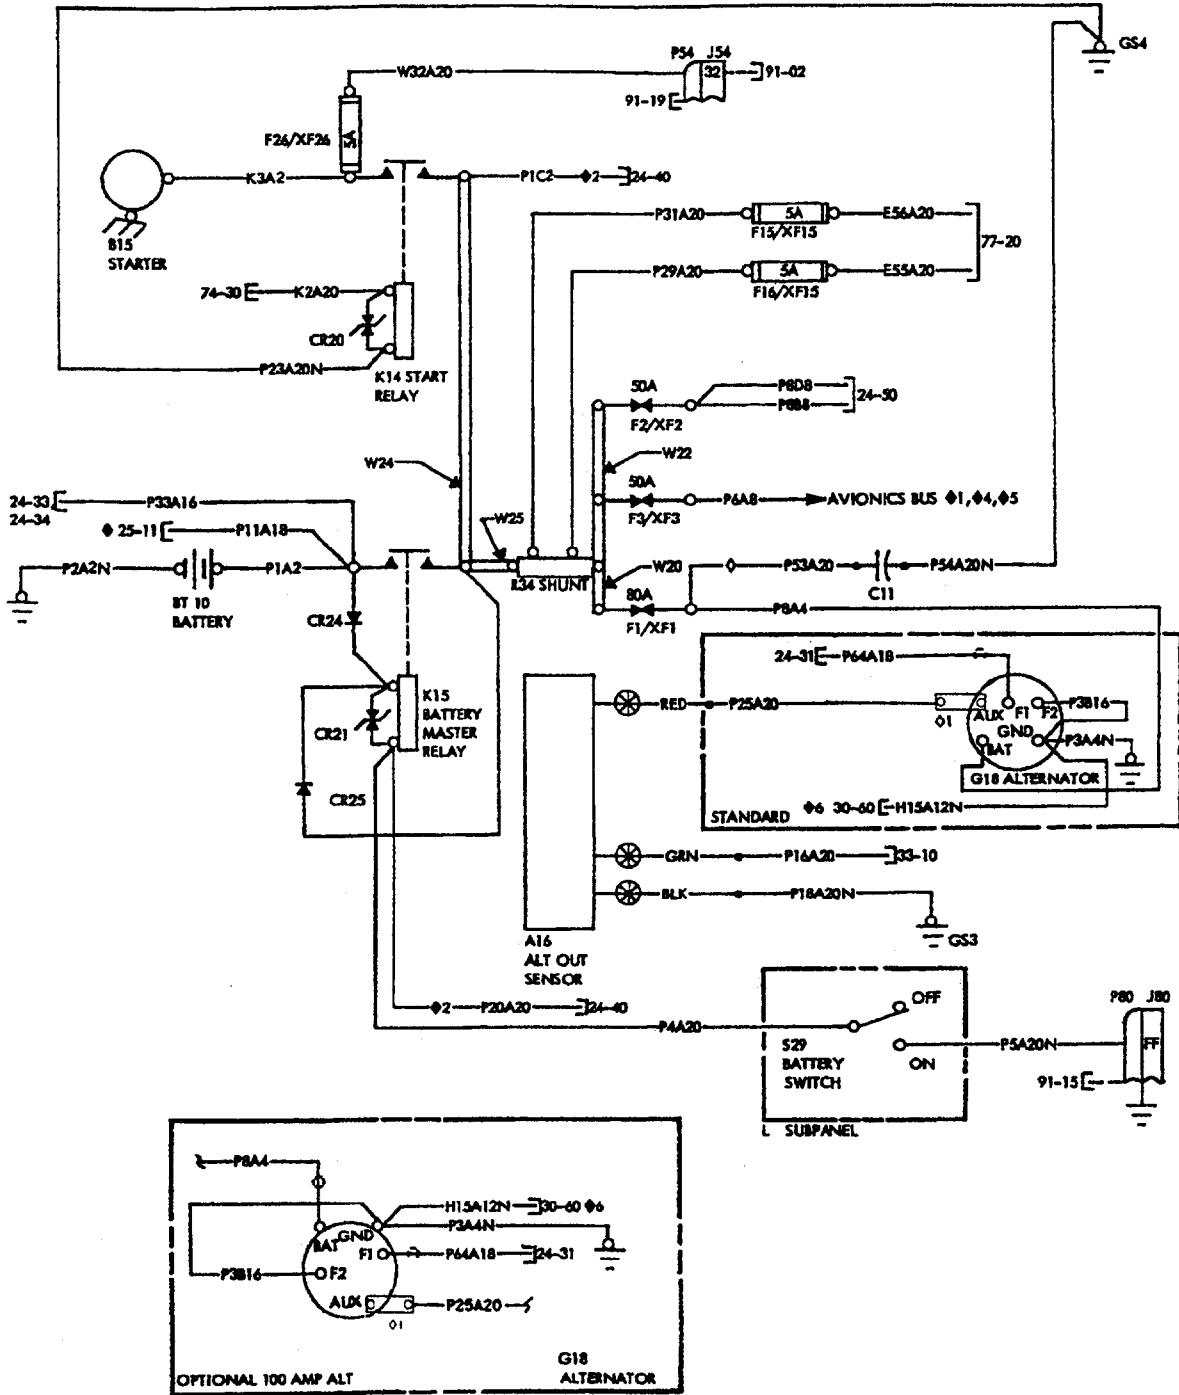 GS4
P54 J54
W32A20
32
91-02
91-19
F26/XF26
5A
K3A2
P1C2
◆2
24-40
B15
STARTER
P31A20
5A
E56A20
F15/XF15
77-20
P29A20
5A
E55A20
F16/XF15
74-30
K2A20
CR20
P23A20N
K14 START
RELAY
50A
F2/XF2
P8D8
P8B8
24-50
W24
W22
50A
F3/XF3
P6A8
AVIONICS BUS ◆1,◆4,◆5
24-33,
24-34
P33A16
◆ 25-11
P11A18
W25
P2A2N
P1A2
BT 10
BATTERY
R34 SHUNT
W20
P53A20
P54A20N
C11
80A
F1/XF1
P8A4
CR24
24-31
P64A18
K15
BATTERY
MASTER
RELAY
CR21
CR25
RED
P25A20
◇1
AUX
F1
F2
P3B16
GND
P3A4N
BAT
G18 ALTERNATOR
◆6 30-60
H15A12N
STANDARD
GRN
P16A20
33-10
BLK
P18A20N
GS3
A16
ALT OUT
SENSOR
◆2
P20A20
24-40
P4A20
OFF
ON
S29
BATTERY
SWITCH
P5A20N
P80 J80
FF
91-15
L SUBPANEL
P8A4
H15A12N
30-60 ◆6
P3A4N
BAT
GND
F1
P64A18
24-31
P3B16
F2
AUX
P25A20
◇1
G18
ALTERNATOR
OPTIONAL 100 AMP ALT